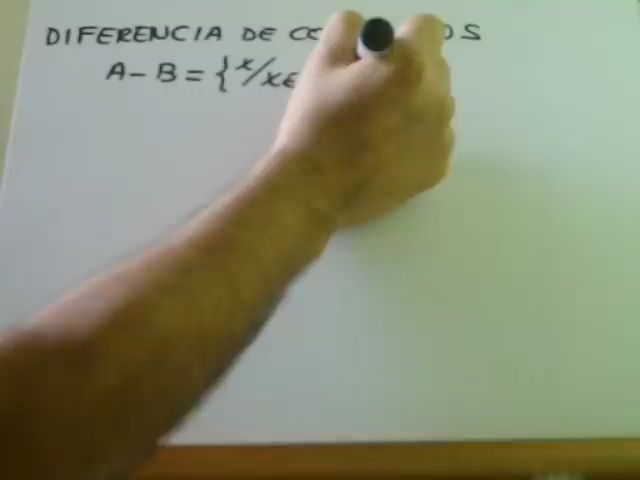 DIFERENCIA DE
A - B = { x / x ∈